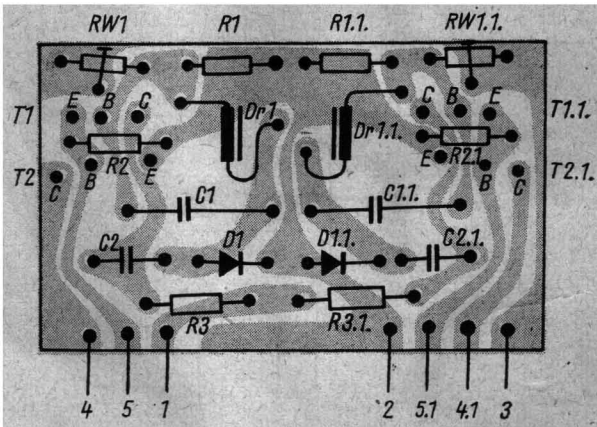 RW1 R1 R1.1. RW1.1.
T1 E B C Dr1 Dr1.1. C B E T1.1.
R2 R2.1
T2 C B E E B C T2.1.
C1 C1.1.
C2 D1 D1.1. C2.1.
R3 R3.1.
4 5 1 2 5.1 4.1 3